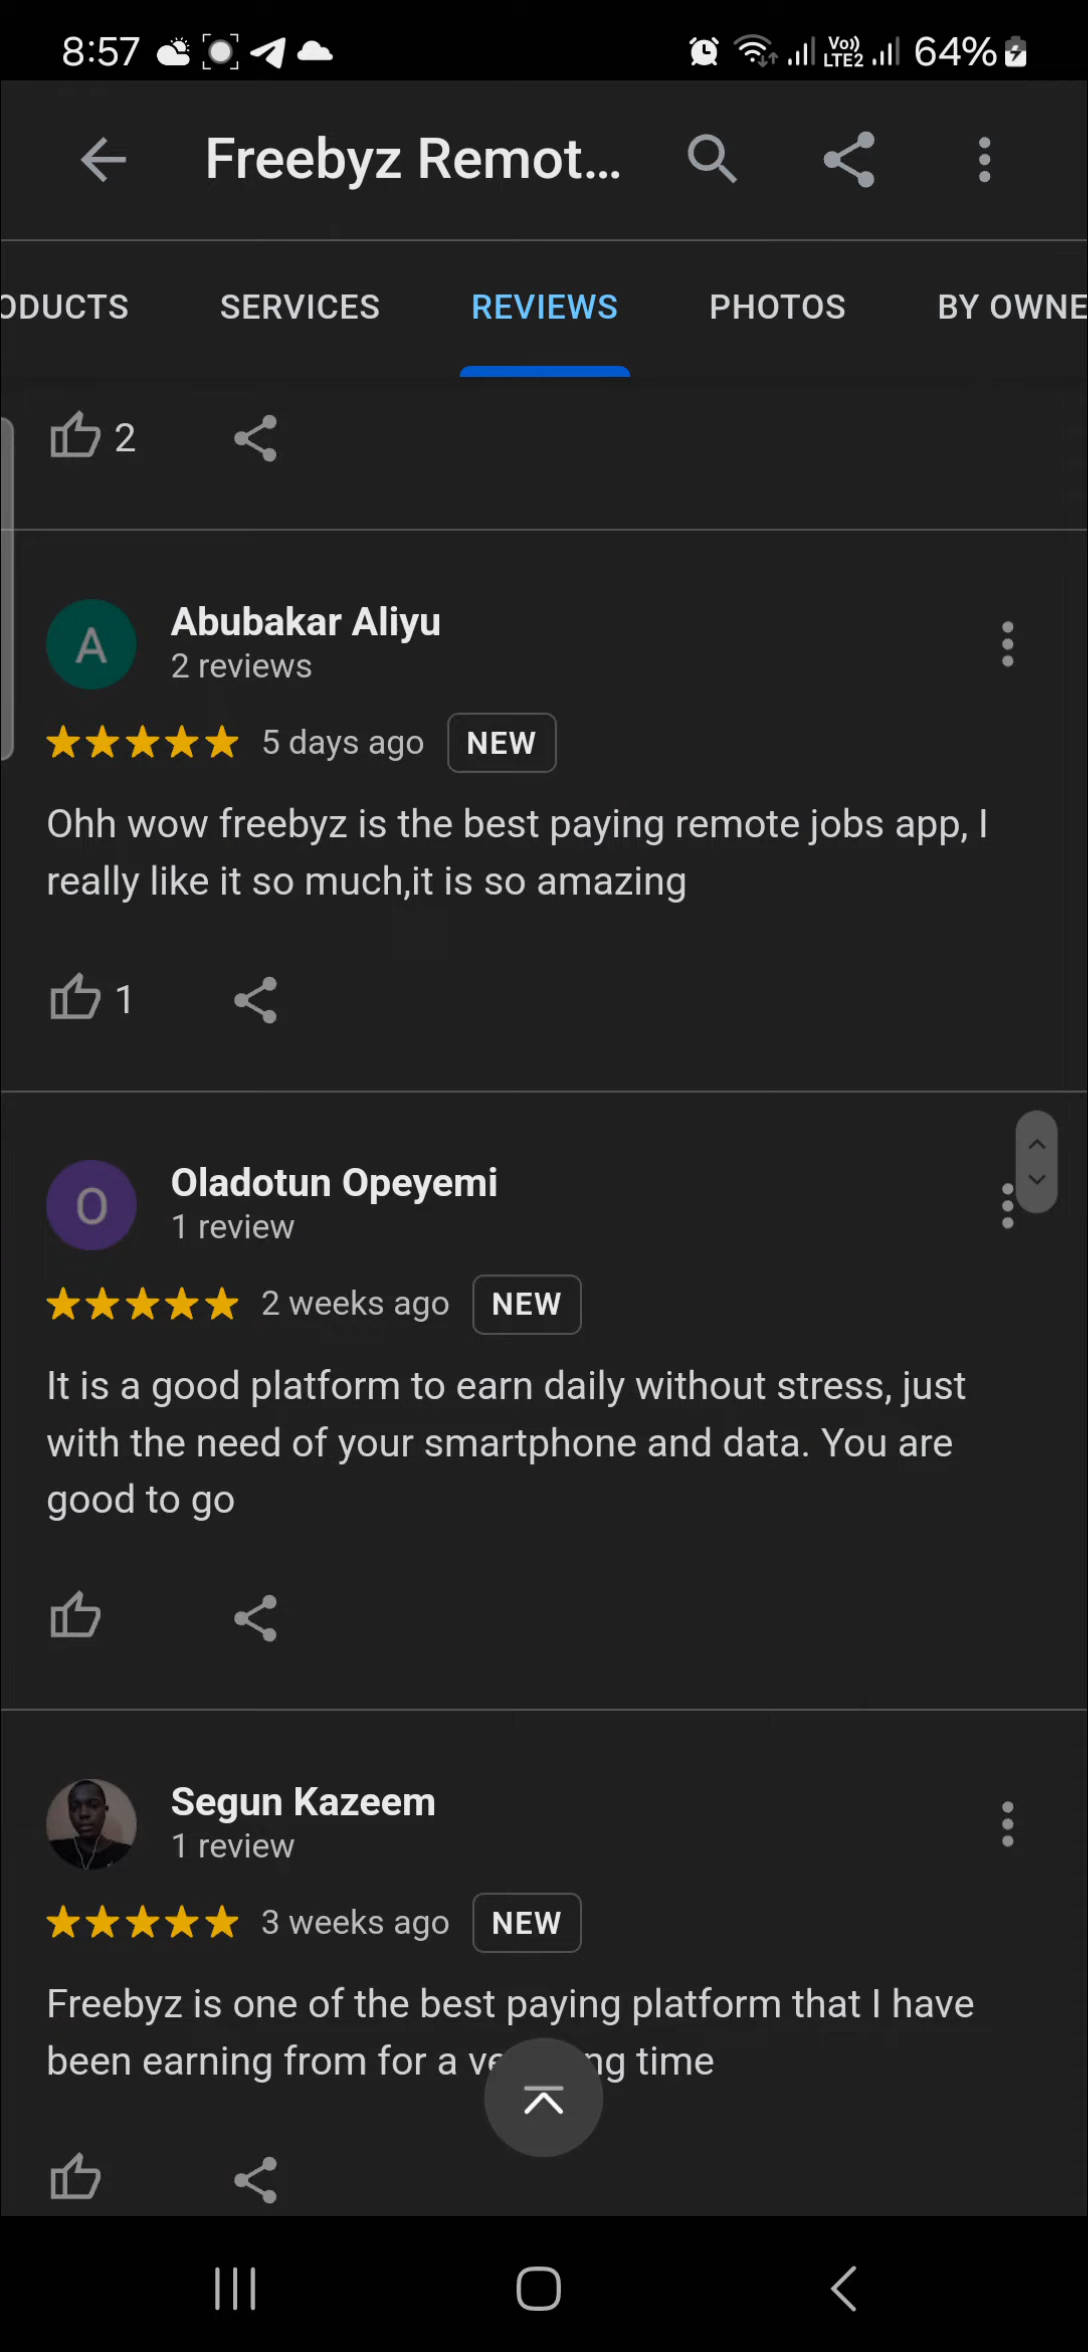 8:57
Vo))
LTE2
64%
Freebyz Remot...
ODUCTS
SERVICES
REVIEWS
PHOTOS
BY OWNE
2
A
Abubakar Aliyu
2 reviews
5 days ago
NEW
Ohh wow freebyz is the best paying remote jobs app, I
really like it so much,it is so amazing
1
O
Oladotun Opeyemi
1 review
2 weeks ago
NEW
It is a good platform to earn daily without stress, just
with the need of your smartphone and data. You are
good to go
Segun Kazeem
1 review
3 weeks ago
NEW
Freebyz is one of the best paying platform that I have
been earning from for a time